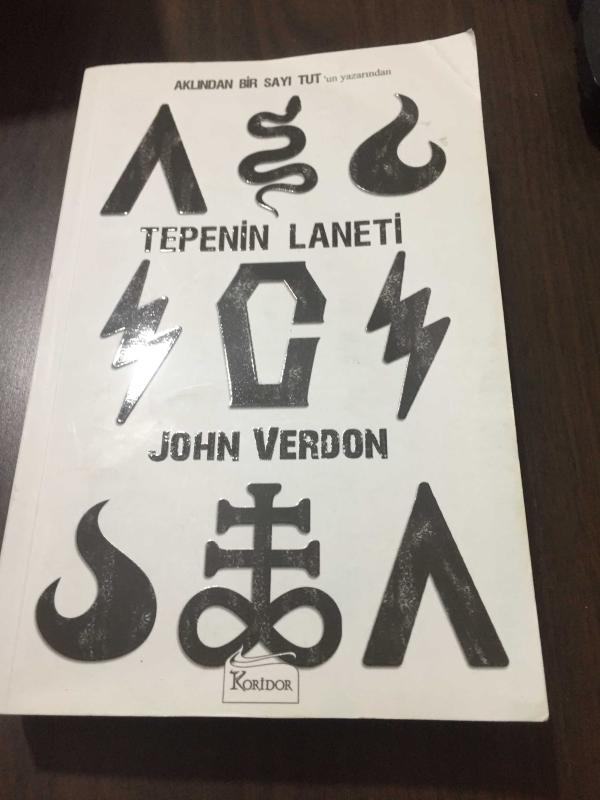 AKLINDAN BİR SAYI TUT'un yazarından
TEPENİN LANETİ
JOHN VERDON
KORİDOR